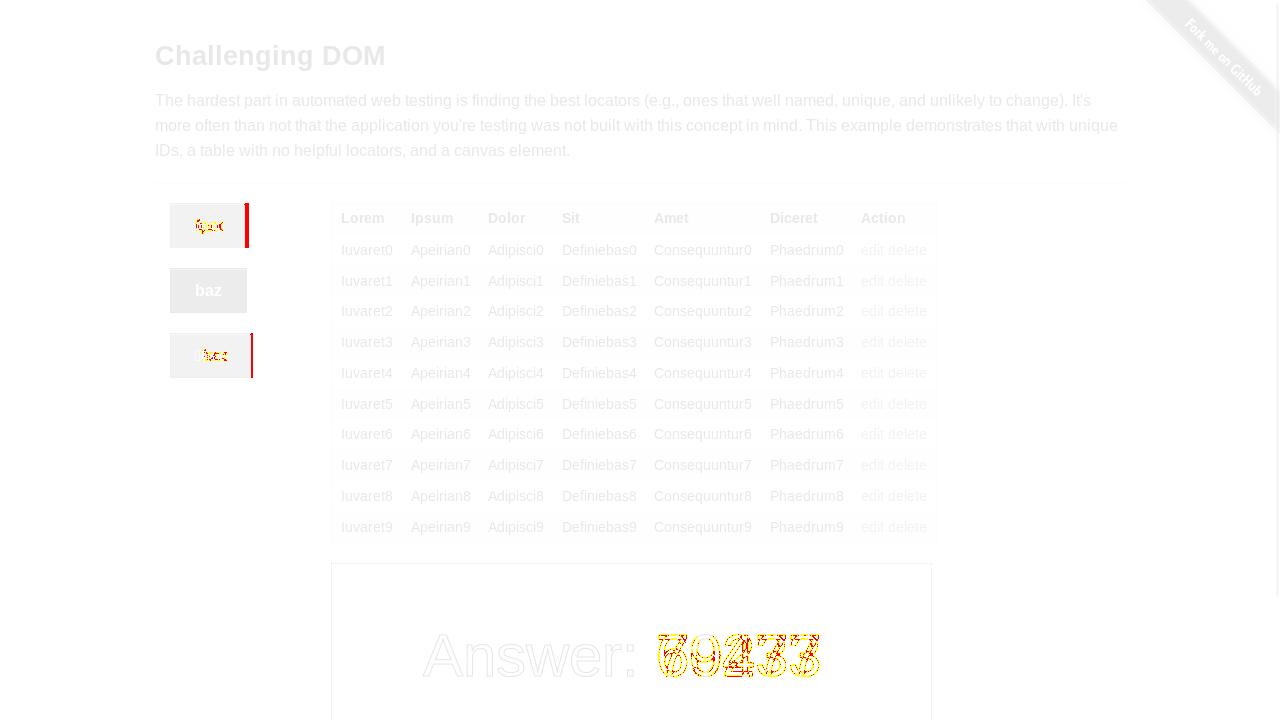 Fork me on GitHub
Challenging DOM
The hardest part in automated web testing is finding the best locators (e.g., ones that well named, unique, and unlikely to change). It's
more often than not that the application you're testing was not built with this concept in mind. This example demonstrates that with unique
IDs, a table with no helpful locators, and a canvas element.
baz
Lorem Ipsum Dolor Sit Amet Diceret Action
Iuvaret0 Apeirian0 Adipisci0 Definiebas0 Consequuntur0 Phaedrum0 edit delete
Iuvaret1 Apeirian1 Adipisci1 Definiebas1 Consequuntur1 Phaedrum1 edit delete
Iuvaret2 Apeirian2 Adipisci2 Definiebas2 Consequuntur2 Phaedrum2 edit delete
Iuvaret3 Apeirian3 Adipisci3 Definiebas3 Consequuntur3 Phaedrum3 edit delete
Iuvaret4 Apeirian4 Adipisci4 Definiebas4 Consequuntur4 Phaedrum4 edit delete
Iuvaret5 Apeirian5 Adipisci5 Definiebas5 Consequuntur5 Phaedrum5 edit delete
Iuvaret6 Apeirian6 Adipisci6 Definiebas6 Consequuntur6 Phaedrum6 edit delete
Iuvaret7 Apeirian7 Adipisci7 Definiebas7 Consequuntur7 Phaedrum7 edit delete
Iuvaret8 Apeirian8 Adipisci8 Definiebas8 Consequuntur8 Phaedrum8 edit delete
Iuvaret9 Apeirian9 Adipisci9 Definiebas9 Consequuntur9 Phaedrum9 edit delete
Answer: